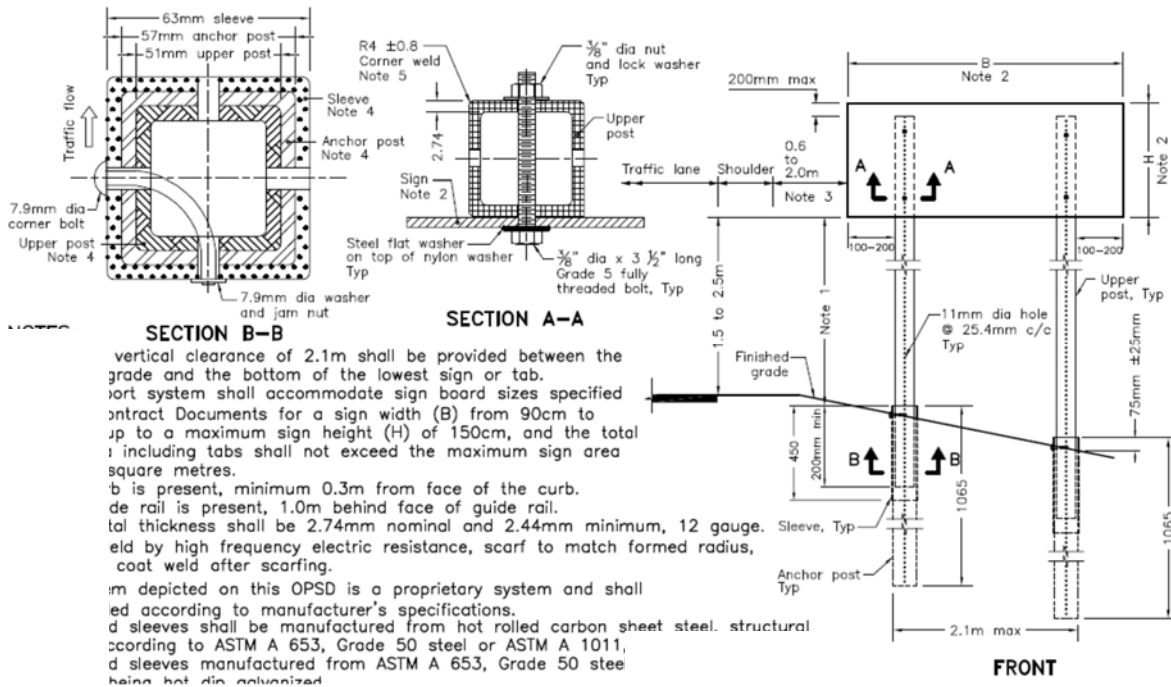 63mm sleeve
57mm anchor post
51mm upper post
Traffic flow
Sleeve
Note 4
Anchor post
Note 4
7.9mm dia
corner bolt
Upper post
Note 4
7.9mm dia washer
and jam nut
SECTION B-B
R4 ±0.8
Corner weld
Note 5
2.74
Sign
Note 2
⅜" dia nut
and lock washer
Typ
Upper
post
Steel flat washer
on top of nylon washer
Typ
⅜" dia x 3 ½" long
Grade 5 fully
threaded bolt, Typ
SECTION A-A
B
Note 2
200mm max
H
Note 2
0.6
to
2.0m
Note 3
Traffic lane
Shoulder
A
A
100-200
100-200
1.5 to 2.5m
Note 1
Upper
post, Typ
11mm dia hole
@ 25.4mm c/c
Typ
Finished
grade
75mm ±25mm
450
200mm min
B
B
1065
1065
Sleeve, Typ
Anchor post
Typ
2.1m max
FRONT
NOTES
vertical clearance of 2.1m shall be provided between the
grade and the bottom of the lowest sign or tab.
port system shall accommodate sign board sizes specified
ontract Documents for a sign width (B) from 90cm to
up to a maximum sign height (H) of 150cm, and the total
including tabs shall not exceed the maximum sign area
square metres.
rb is present, minimum 0.3m from face of the curb.
de rail is present, 1.0m behind face of guide rail.
tal thickness shall be 2.74mm nominal and 2.44mm minimum, 12 gauge.
eld by high frequency electric resistance, scarf to match formed radius,
coat weld after scarfing.
em depicted on this OPSD is a proprietary system and shall
led according to manufacturer's specifications.
d sleeves shall be manufactured from hot rolled carbon sheet steel, structural
ccording to ASTM A 653, Grade 50 steel or ASTM A 1011,
d sleeves manufactured from ASTM A 653, Grade 50 steel
being hot dip galvanized